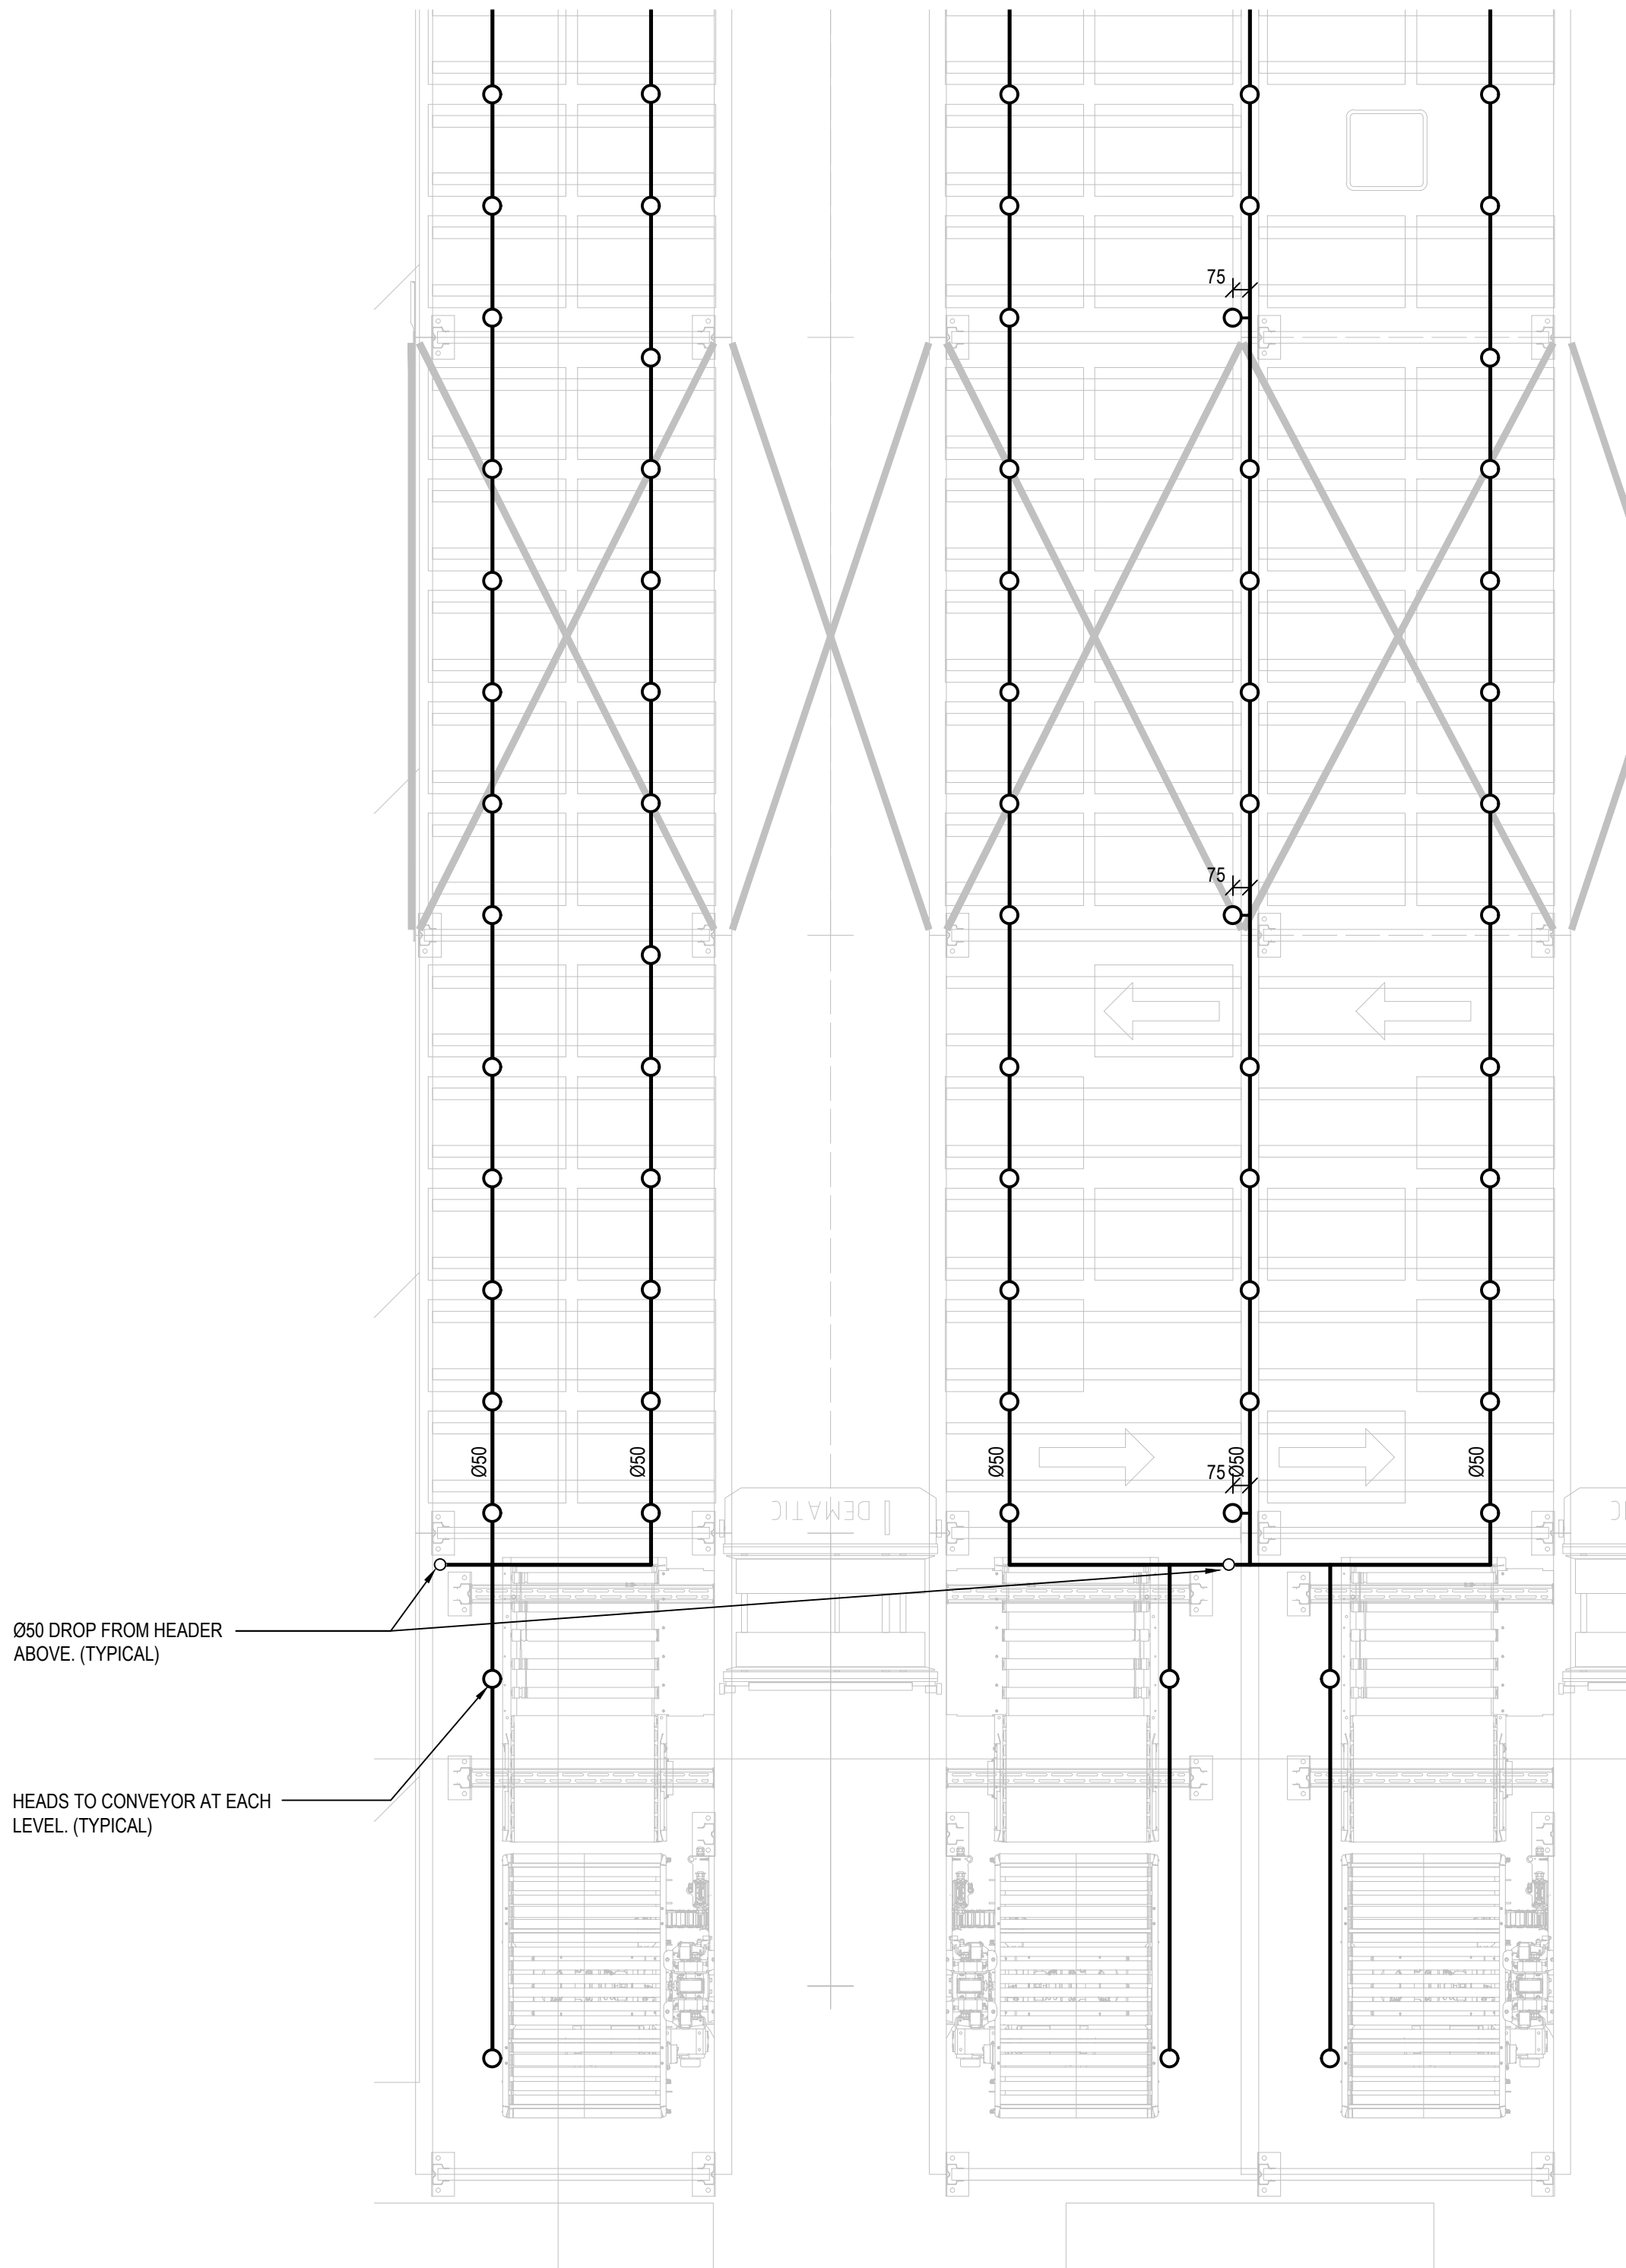 75
75
Ø50
Ø50
Ø50
75
Ø50
Ø50
DEMATIC
Ø50 DROP FROM HEADER
ABOVE. (TYPICAL)
HEADS TO CONVEYOR AT EACH
LEVEL. (TYPICAL)